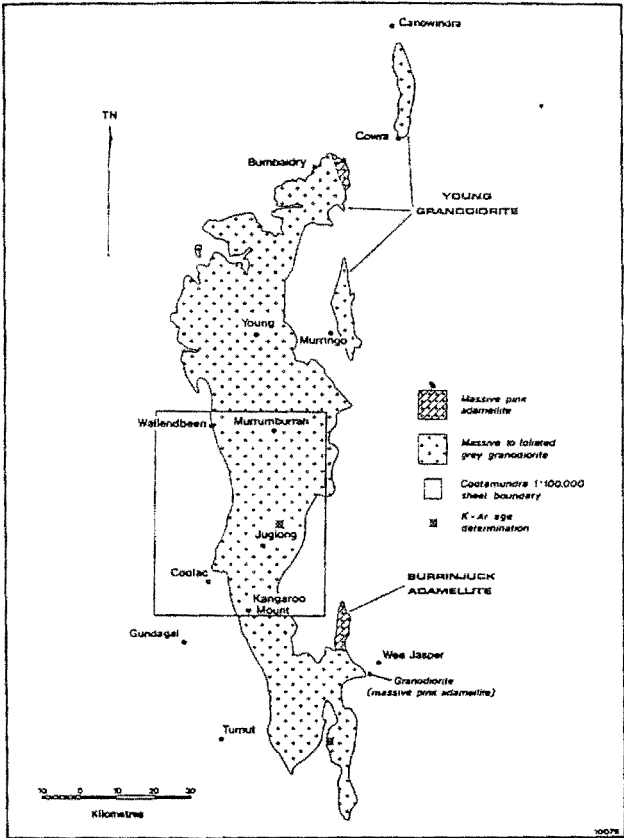 Canowindra
TN
Cowra
Bumbaldry
YOUNG
GRANODIORITE
Young
Murringo
Massive pink
adamellite
Wallendbeen
Murrumburrah
Massive to foliated
grey granodiorite
Cootamundra 1:100,000
sheet boundary
K-Ar age
determination
Jugiong
Coolac
BURRINJUCK
ADAMELLITE
Kangaroo
Mount
Gundagai
Wee Jasper
Granodiorite
(massive pink adamellite)
Tumut
10 0 10 20 30
Kilometres